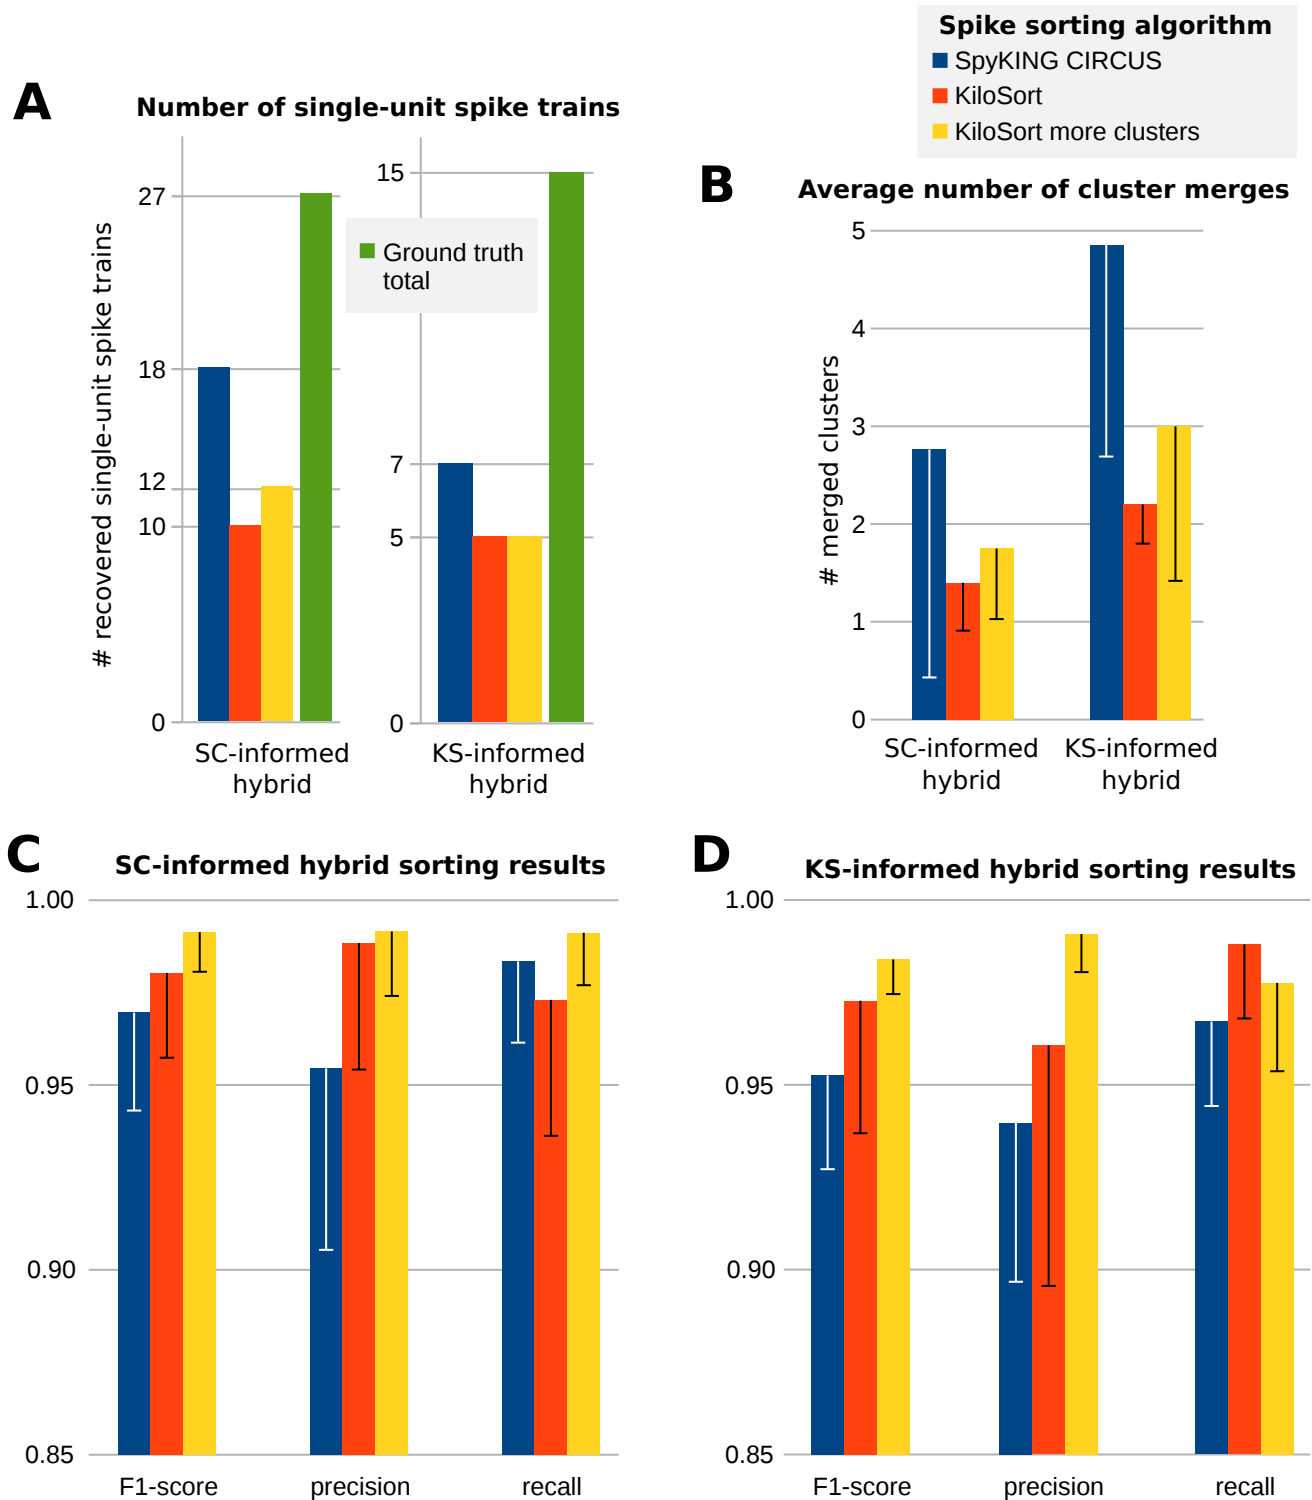 Spike sorting algorithm
SpyKING CIRCUS
KiloSort
KiloSort more clusters
A
Number of single-unit spike trains
# recovered single-unit spike trains
27
18
12
10
0
15
7
5
0
Ground truth
total
SC-informed
hybrid
KS-informed
hybrid
B
Average number of cluster merges
# merged clusters
5
4
3
2
1
0
SC-informed
hybrid
KS-informed
hybrid
C
SC-informed hybrid sorting results
1.00
0.95
0.90
0.85
F1-score
precision
recall
D
KS-informed hybrid sorting results
1.00
0.95
0.90
0.85
F1-score
precision
recall